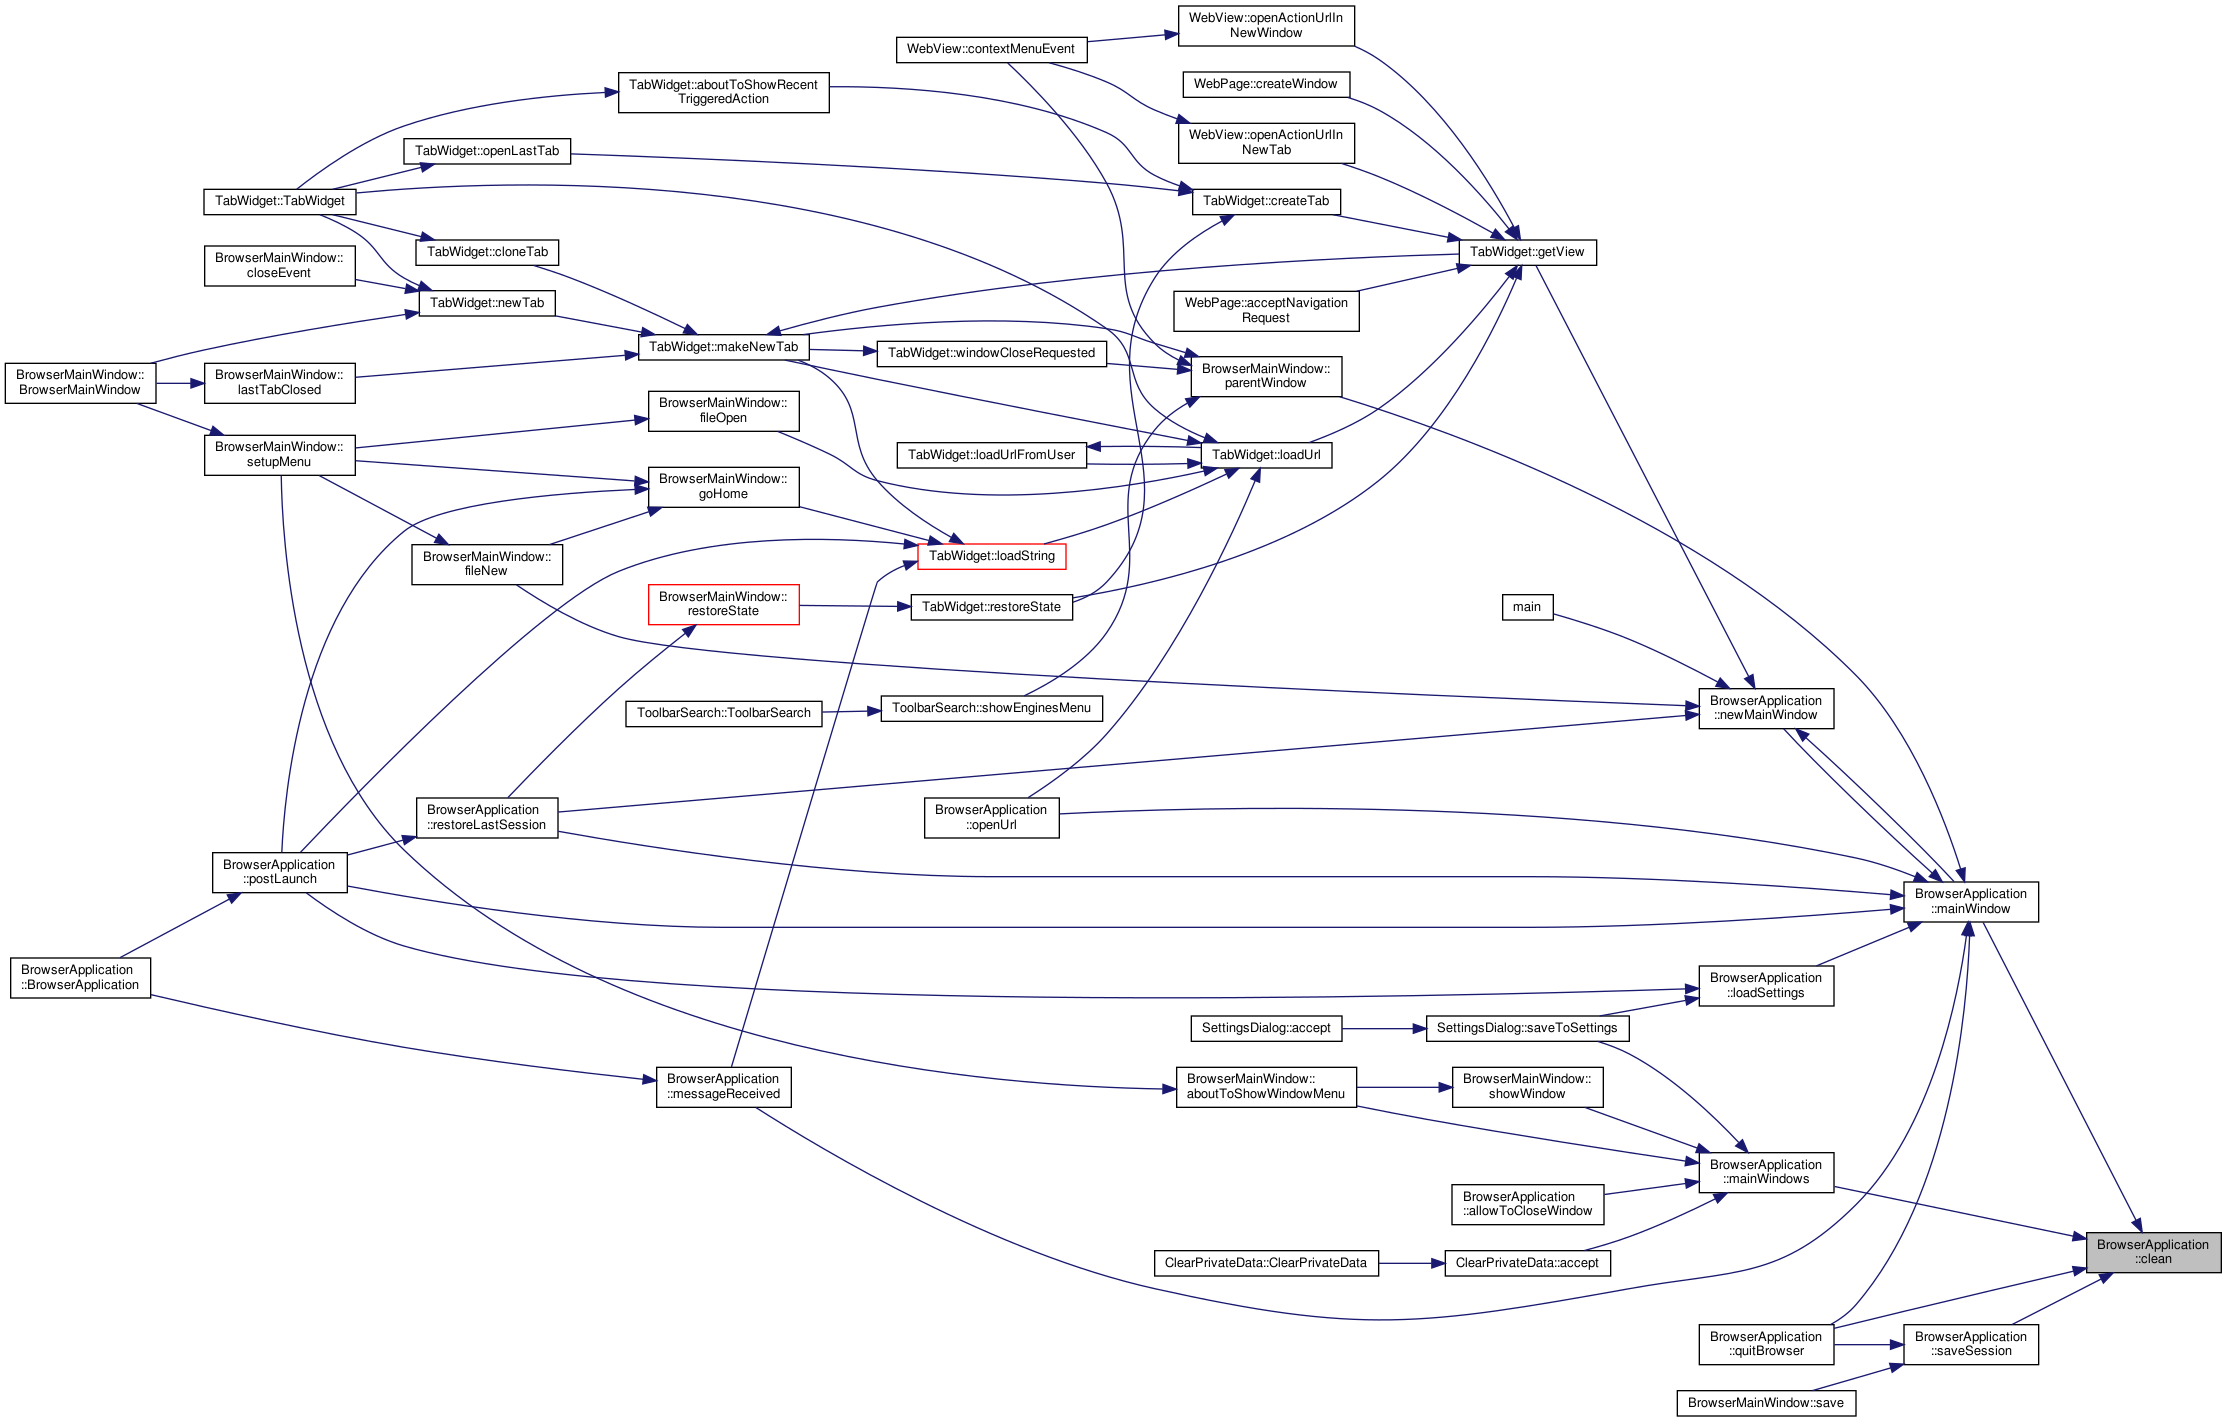 WebView::openActionUrlIn
NewWindow
WebView::contextMenuEvent
WebPage::createWindow
TabWidget::aboutToShowRecent
TriggeredAction
WebView::openActionUrlIn
NewTab
TabWidget::openLastTab
TabWidget::TabWidget
TabWidget::createTab
TabWidget::cloneTab
TabWidget::getView
BrowserMainWindow::
closeEvent
TabWidget::newTab
WebPage::acceptNavigation
Request
TabWidget::makeNewTab
TabWidget::windowCloseRequested
BrowserMainWindow::
parentWindow
BrowserMainWindow::
BrowserMainWindow
BrowserMainWindow::
lastTabClosed
BrowserMainWindow::
fileOpen
BrowserMainWindow::
setupMenu
TabWidget::loadUrlFromUser
TabWidget::loadUrl
BrowserMainWindow::
goHome
BrowserMainWindow::
fileNew
TabWidget::loadString
BrowserMainWindow::
restoreState
TabWidget::restoreState
main
ToolbarSearch::ToolbarSearch
ToolbarSearch::showEnginesMenu
BrowserApplication
::newMainWindow
BrowserApplication
::restoreLastSession
BrowserApplication
::openUrl
BrowserApplication
::postLaunch
BrowserApplication
::mainWindow
BrowserApplication
::BrowserApplication
BrowserApplication
::loadSettings
SettingsDialog::accept
SettingsDialog::saveToSettings
BrowserApplication
::messageReceived
BrowserMainWindow::
aboutToShowWindowMenu
BrowserMainWindow::
showWindow
BrowserApplication
::mainWindows
BrowserApplication
::allowToCloseWindow
ClearPrivateData::ClearPrivateData
ClearPrivateData::accept
BrowserApplication
::clean
BrowserApplication
::quitBrowser
BrowserApplication
::saveSession
BrowserMainWindow::save